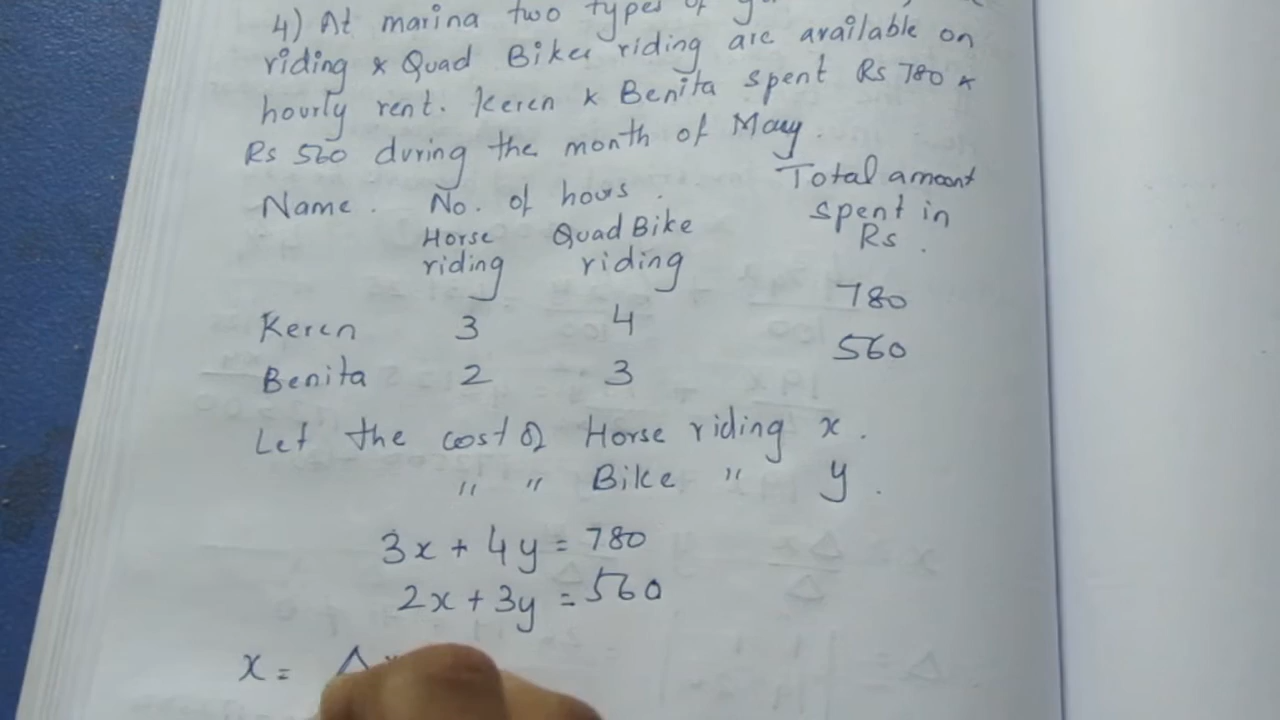 4) At marina two types of
riding & Quad Bikes riding are available on
hourly rent. Keren & Benita spent Rs 780 &
Rs 560 during the month of May.
Name. No. of hours. Total amount
spent in
Rs.
Horse riding Quad Bike riding
Keren 3 4 780
Benita 2 3 560
Let the cost of Horse riding x.
" " Bike " y.
3x + 4y = 780
2x + 3y = 560
x = Δ